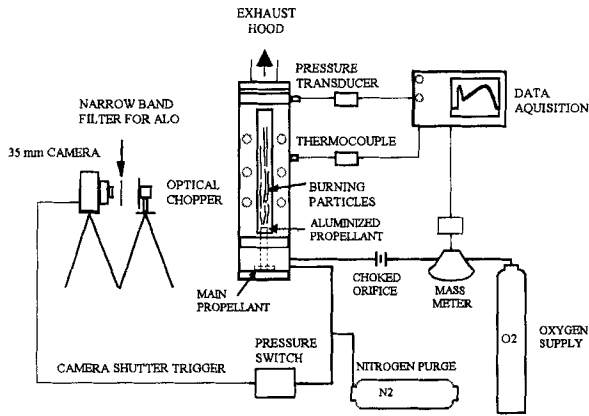 EXHAUST
HOOD
PRESSURE
TRANSDUCER
DATA
AQUISITION
NARROW BAND
FILTER FOR ALO
THERMOCOUPLE
35 mm CAMERA
OPTICAL
CHOPPER
BURNING
PARTICLES
ALUMINIZED
PROPELLANT
MAIN
PROPELLANT
CHOKED
ORIFICE
MASS
METER
O2
OXYGEN
SUPPLY
PRESSURE
SWITCH
CAMERA SHUTTER TRIGGER
NITROGEN PURGE
N2